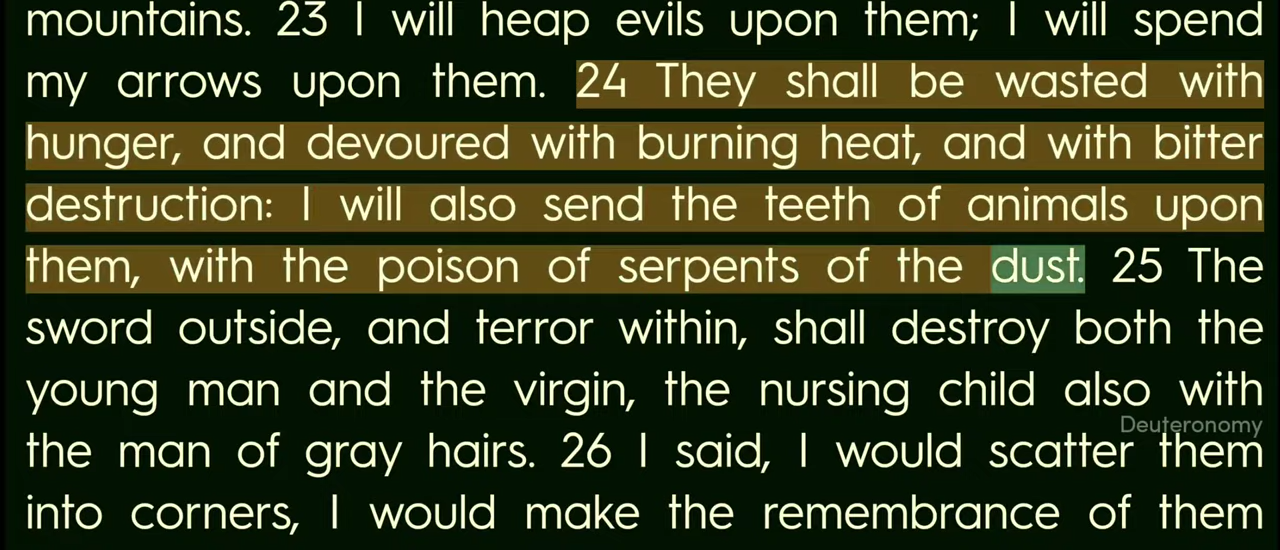 mountains. 23 I will heap evils upon them; I will spend
my arrows upon them. 24 They shall be wasted with
hunger, and devoured with burning heat, and with bitter
destruction: I will also send the teeth of animals upon
them, with the poison of serpents of the dust. 25 The
sword outside, and terror within, shall destroy both the
young man and the virgin, the nursing child also with
Deuteronomy
the man of gray hairs. 26 I said, I would scatter them
into corners, I would make the remembrance of them